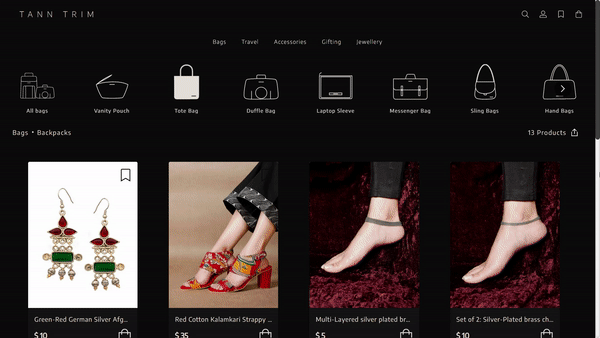 TANN TRIM
Bags Travel Accessories Gifting Jewellery
All bags Vanity Pouch Tote Bag Duffle Bag Laptop Sleeve Messenger Bag Sling Bags Hand Bags
Bags • Backpacks 13 Products
Green-Red German Silver Afg... Red Cotton Kalamkari Strappy ... Multi-Layered silver plated br... Set of 2: Silver-Plated brass ch...
$10 $35 $5 $10